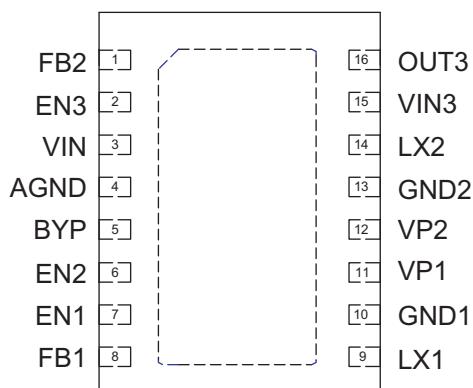 FB2 1 16 OUT3
EN3 2 15 VIN3
VIN 3 14 LX2
AGND 4 13 GND2
BYP 5 12 VP2
EN2 6 11 VP1
EN1 7 10 GND1
FB1 8 9 LX1